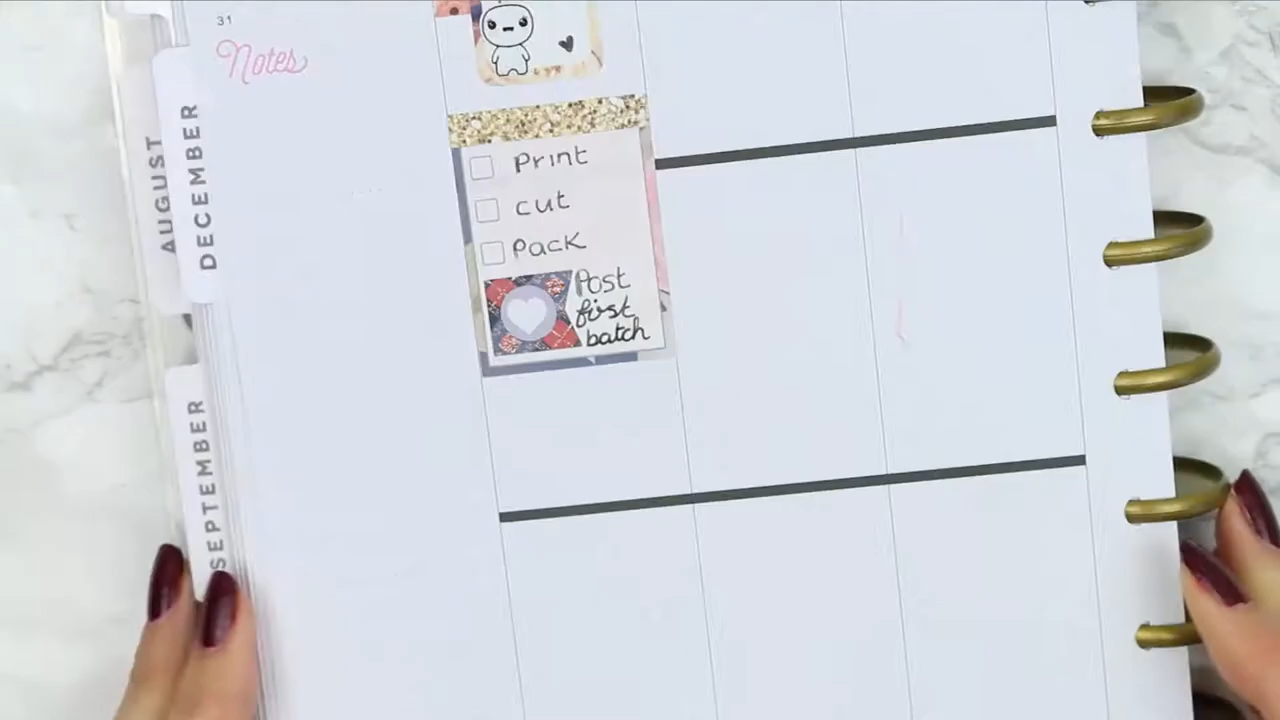 31
Notes
AUGUST
DECEMBER
SEPTEMBER
Print
cut
Pack
Post
first
batch